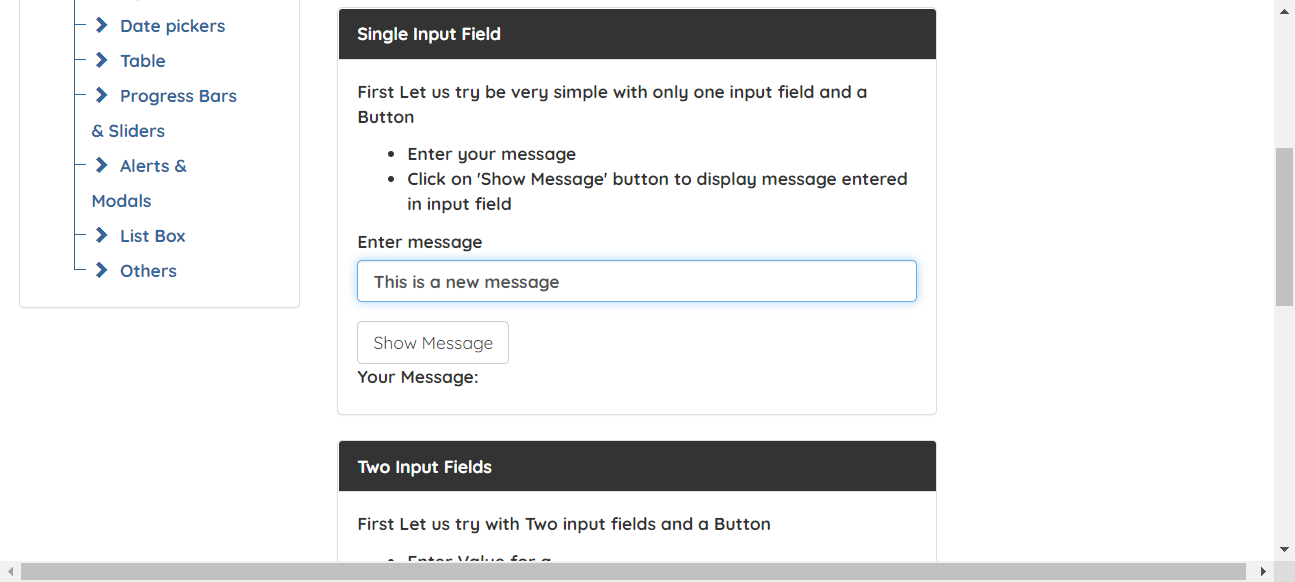 Date pickers
Table
Progress Bars
& Sliders
Alerts &
Modals
List Box
Others
Single Input Field
First Let us try be very simple with only one input field and a
Button
Enter your message
Click on 'Show Message' button to display message entered
in input field
Enter message
This is a new message
Show Message
Your Message:
Two Input Fields
First Let us try with Two input fields and a Button
Enter Value for a